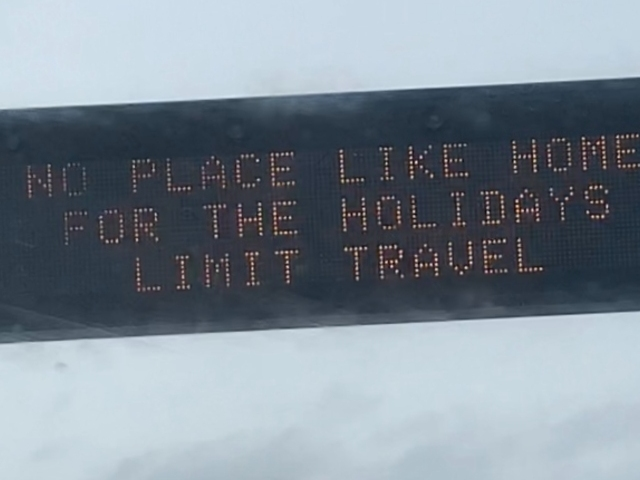 NO PLACE LIKE HOME
FOR THE HOLIDAYS
LIMIT TRAVEL